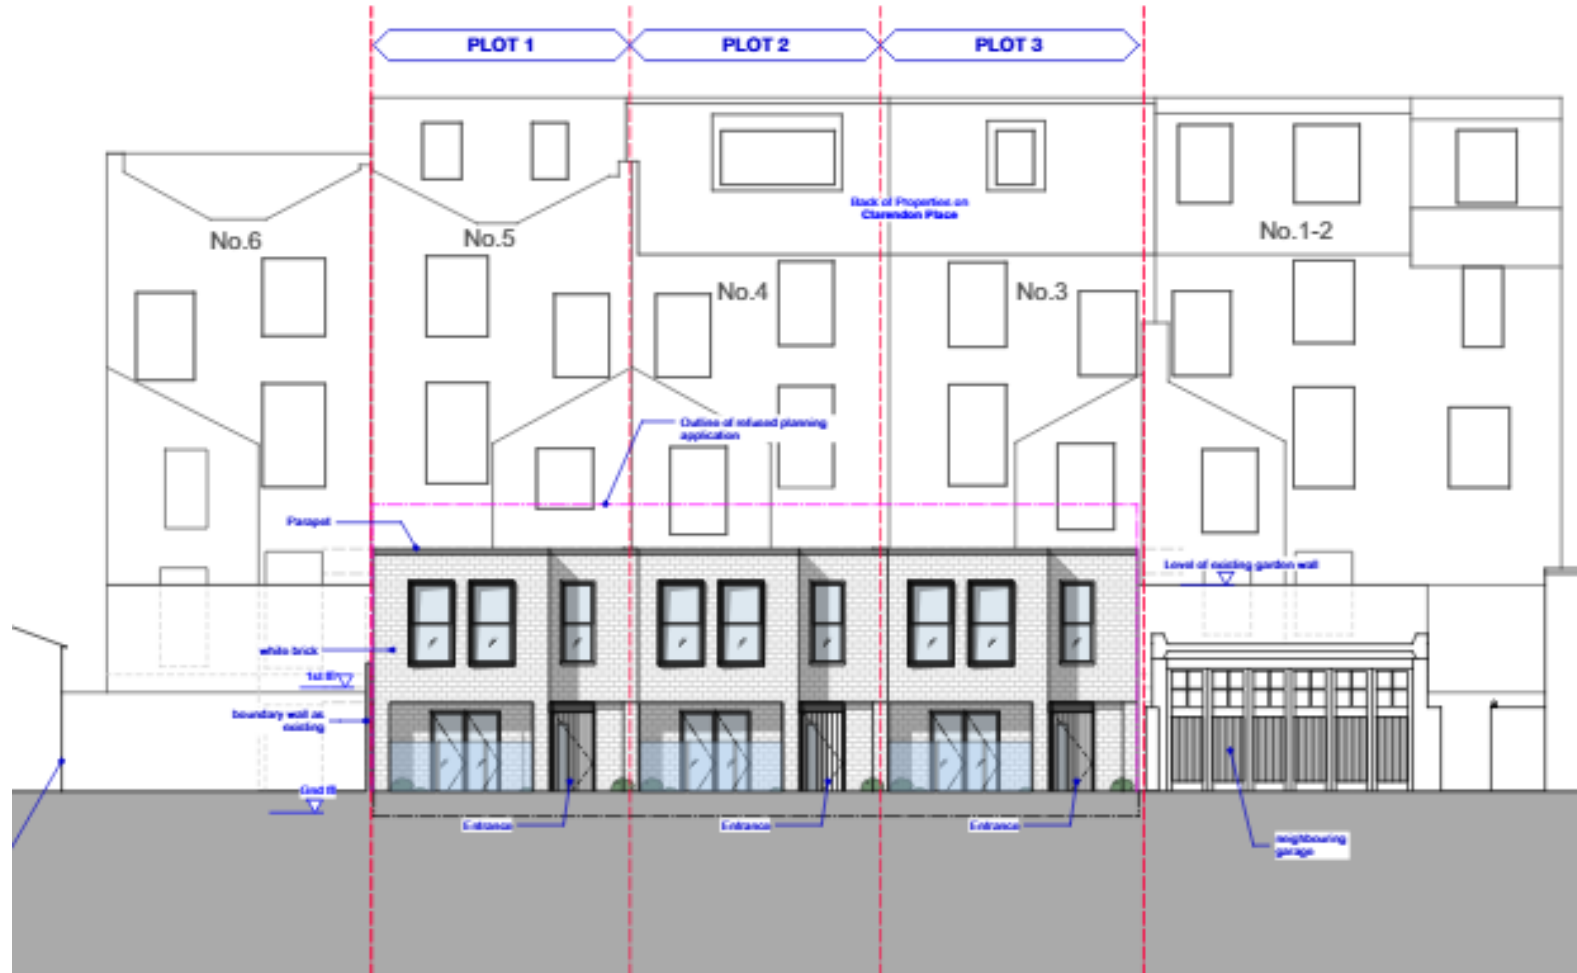 PLOT 1
PLOT 2
PLOT 3
Back of Properties on
Clarendon Place
No.6
No.5
No.1-2
No.4
No.3
Outline of refused planning
application
Parapet
Level of existing garden wall
white brick
1st fl
boundary wall as
existing
Gnd fl
Entrance
Entrance
Entrance
neighbouring
garage